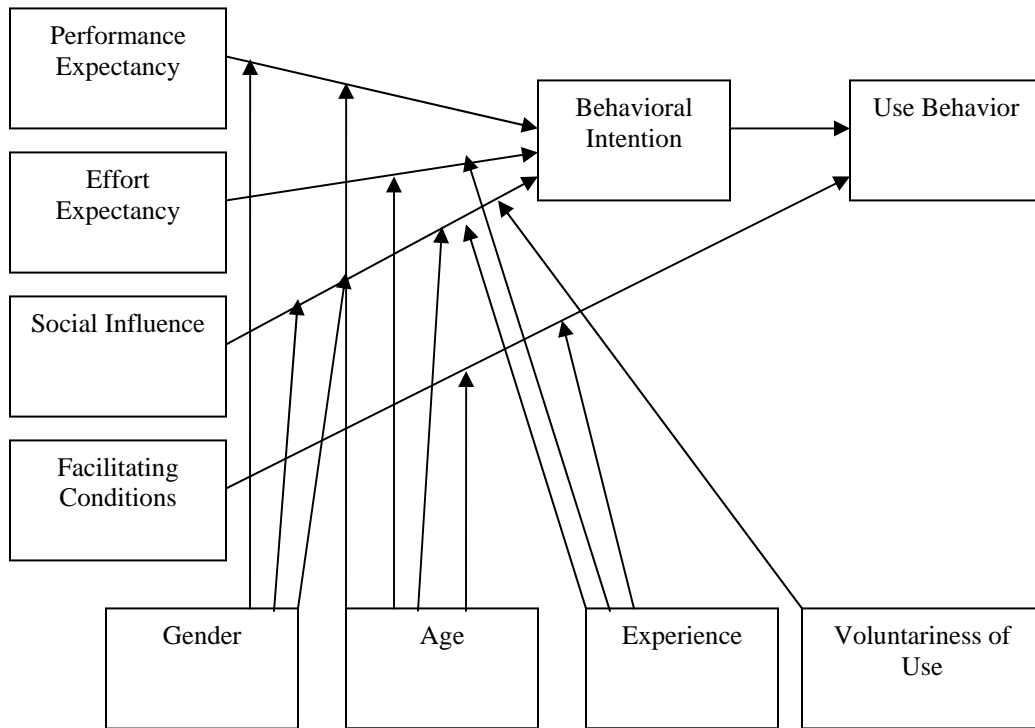 Performance
Expectancy
Behavioral
Intention
Use Behavior
Effort
Expectancy
Social Influence
Facilitating
Conditions
Gender
Age
Experience
Voluntariness of
Use